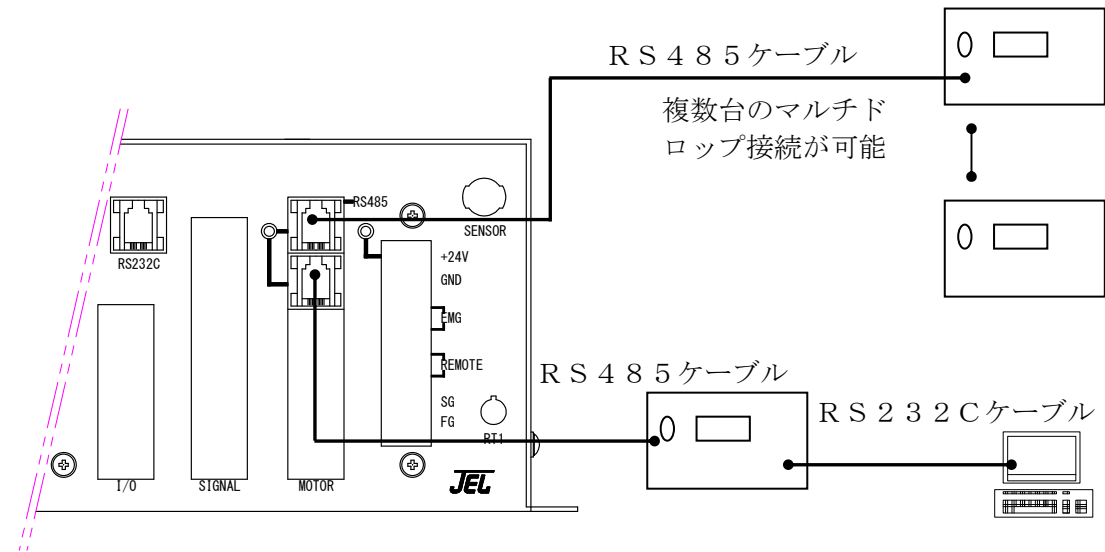 ＲＳ４８５ケーブル
複数台のマルチド
ロップ接続が可能
RS485
SENSOR
RS232C
+24V
GND
EMG
REMOTE
SG
FG
RT1
I/O
SIGNAL
MOTOR
JEL
ＲＳ４８５ケーブル
ＲＳ２３２Ｃケーブル